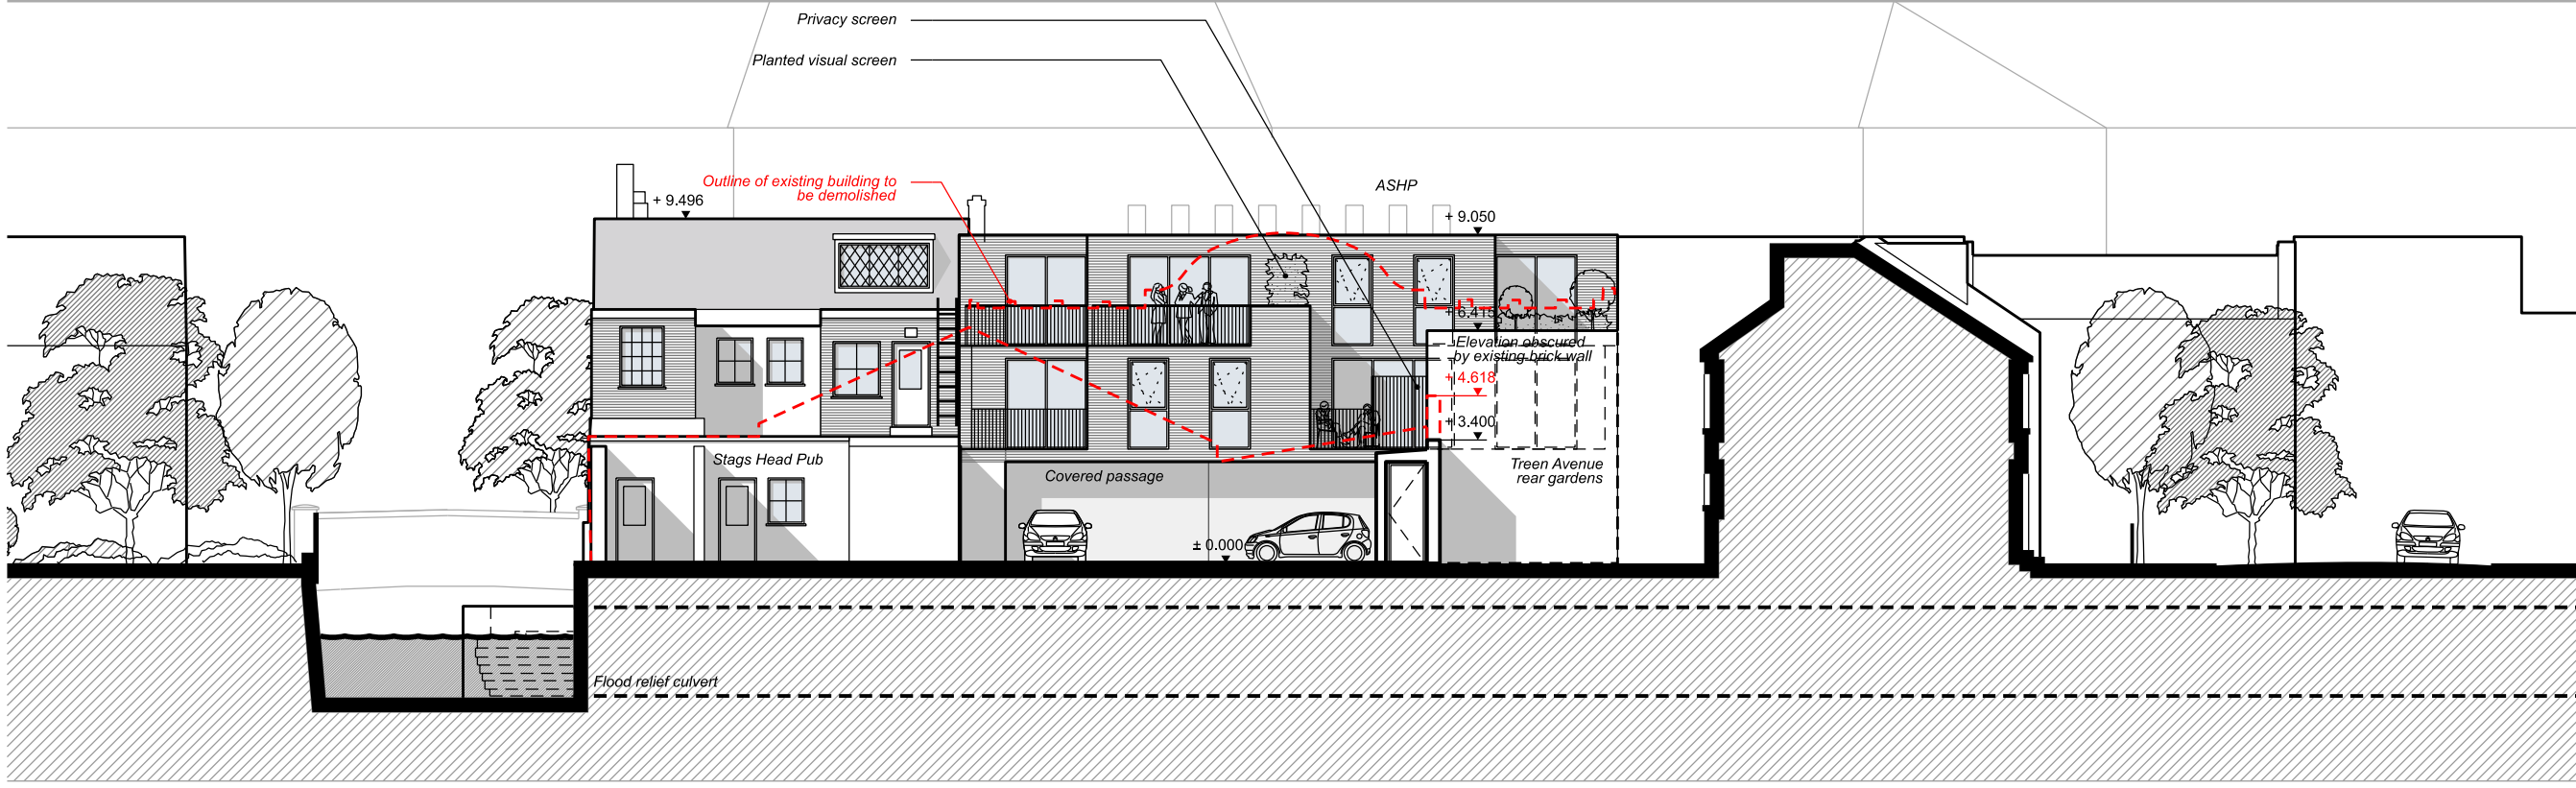 Privacy screen
Planted visual screen
Outline of existing building to
be demolished
ASHP
+ 9.496
+ 9.050
+ 6.415
Elevation obscured
by existing brick wall
+ 4.618
+ 3.400
Stags Head Pub
Covered passage
Treen Avenue
rear gardens
± 0.000
Flood relief culvert